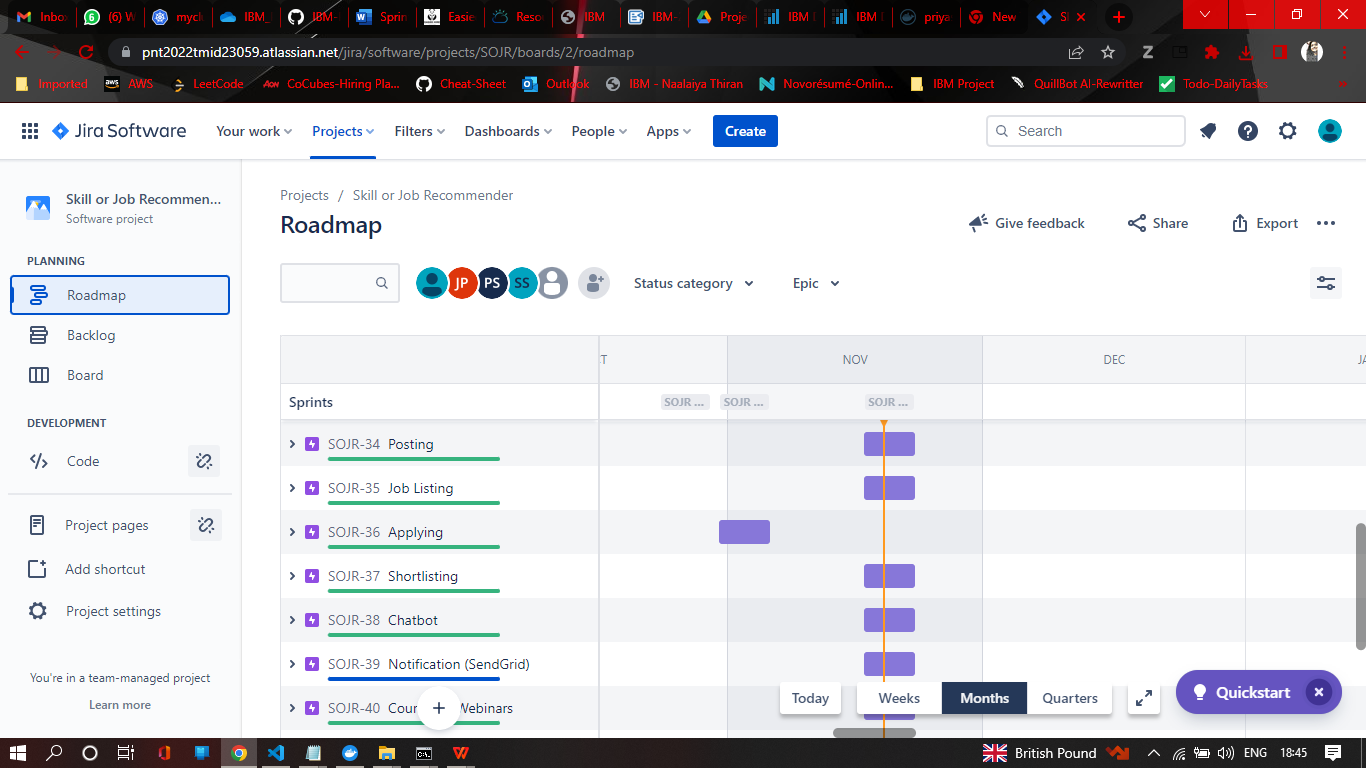 Inbo (6) W mycl IBM_ IBM- Sprin Easie Reso IBM IBM- Proje IBM IBM priya New
pnt2022tmid23059.atlassian.net/jira/software/projects/SOJR/boards/2/roadmap
Imported AWS LeetCode CoCubes-Hiring Pla... Cheat-Sheet Outlook IBM - Naalaiya Thiran Novorésumé-Onlin... IBM Project QuillBot AI-Rewritter Todo-DailyTasks »
Jira Software Your work Projects Filters Dashboards People Apps Create Search
Skill or Job Recommen...
Software project
Projects / Skill or Job Recommender
Roadmap
Give feedback Share Export
PLANNING
Roadmap
Backlog
Board
DEVELOPMENT
Code
Project pages
Add shortcut
Project settings
You're in a team-managed project
Learn more
JP PS SS Status category Epic
T NOV DEC JA
Sprints SOJR ... SOJR ... SOJR ...
SOJR-34 Posting
SOJR-35 Job Listing
SOJR-36 Applying
SOJR-37 Shortlisting
SOJR-38 Chatbot
SOJR-39 Notification (SendGrid)
SOJR-40 Cour Webinars
Today Weeks Months Quarters
Quickstart
British Pound ENG 18:45